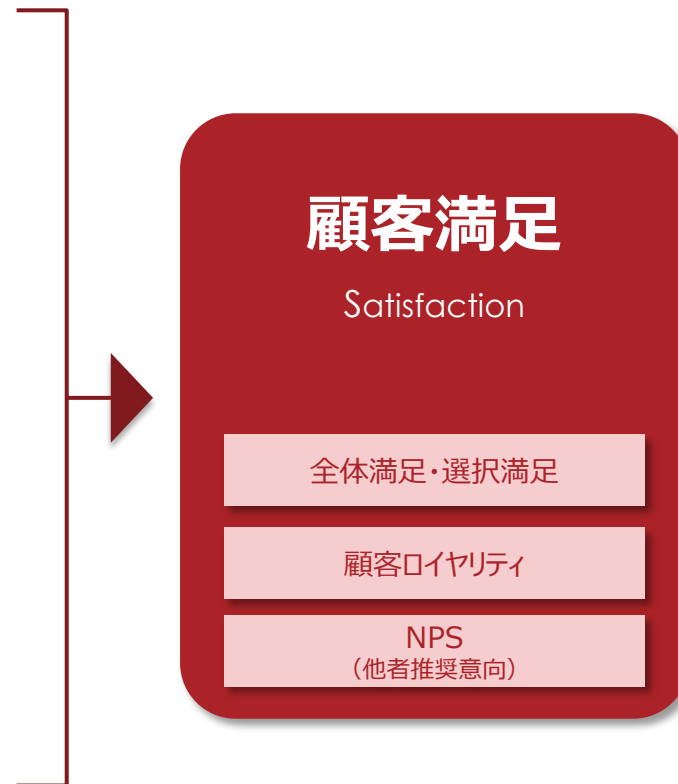 顧客満足
Satisfaction
全体満足・選択満足
顧客ロイヤリティ
NPS
（他者推奨意向）